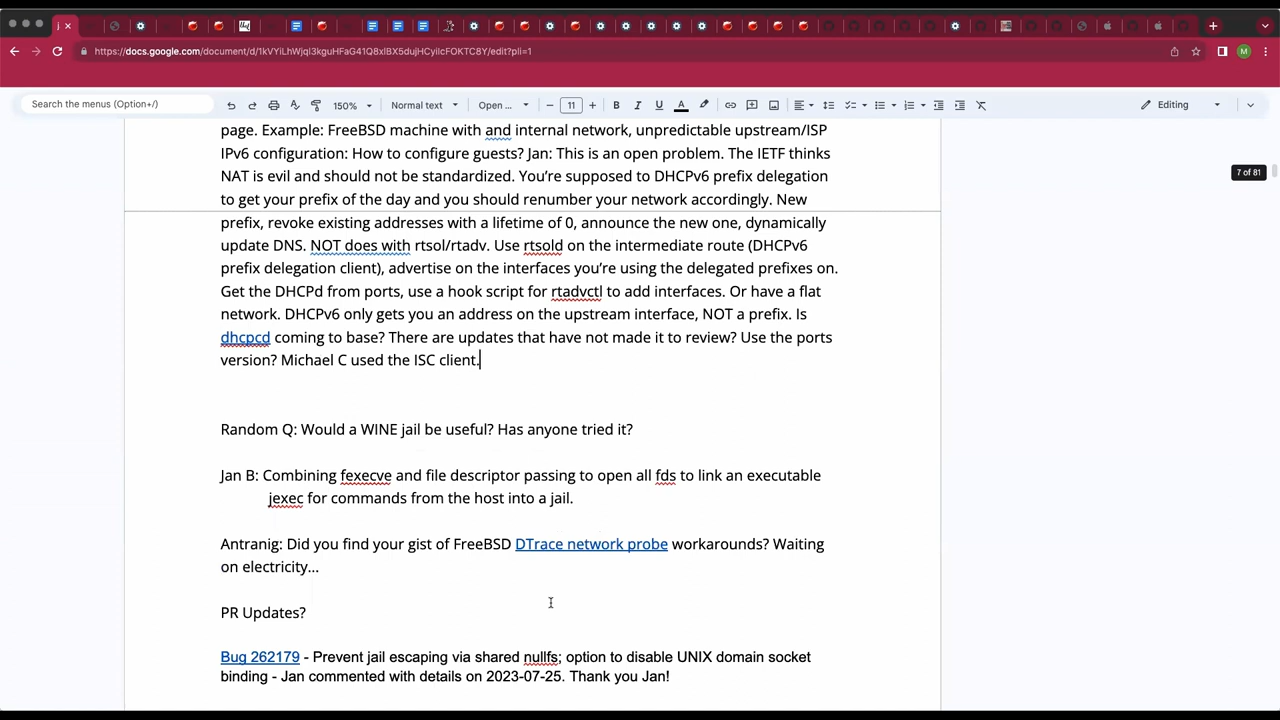 https://docs.google.com/document/d/1kVYiLhWjql3kguHFaG41Q8xlBX5dujHCyilcFOKTC8Y/edit?pli=1
M
Search the menus (Option+/)
150%
Normal text
Open ...
11
B
I
U
A
Editing
page. Example: FreeBSD machine with and internal network, unpredictable upstream/ISP
IPv6 configuration: How to configure guests? Jan: This is an open problem. The IETF thinks
7 of 81
NAT is evil and should not be standardized. You’re supposed to DHCPv6 prefix delegation
to get your prefix of the day and you should renumber your network accordingly. New
prefix, revoke existing addresses with a lifetime of 0, announce the new one, dynamically
update DNS. NOT does with rtsol/rtadv. Use rtsold on the intermediate route (DHCPv6
prefix delegation client), advertise on the interfaces you’re using the delegated prefixes on.
Get the DHCPd from ports, use a hook script for rtadvctl to add interfaces. Or have a flat
network. DHCPv6 only gets you an address on the upstream interface, NOT a prefix. Is
dhcpcd coming to base? There are updates that have not made it to review? Use the ports
version? Michael C used the ISC client.
Random Q: Would a WINE jail be useful? Has anyone tried it?
Jan B: Combining fexecve and file descriptor passing to open all fds to link an executable
jexec for commands from the host into a jail.
Antranig: Did you find your gist of FreeBSD DTrace network probe workarounds? Waiting
on electricity…
PR Updates?
Bug 262179 - Prevent jail escaping via shared nullfs; option to disable UNIX domain socket
binding - Jan commented with details on 2023-07-25. Thank you Jan!